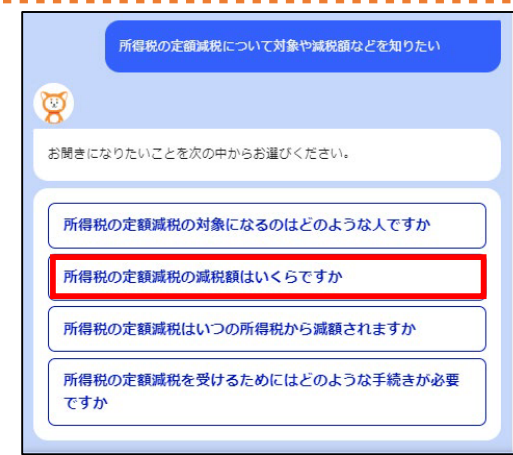 所得税の定額減税について対象や減税額などを知りたい
お聞きになりたいことを次の中からお選びください。
所得税の定額減税の対象になるのはどのような人ですか
所得税の定額減税の減税額はいくらですか
所得税の定額減税はいつの所得税から減額されますか
所得税の定額減税を受けるためにはどのような手続きが必要
ですか